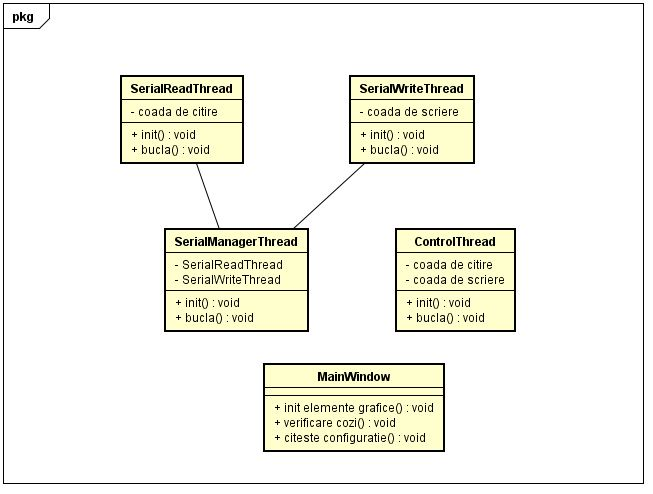 pkg
SerialReadThread
- coada de citire
+ init() : void
+ bucla() : void
SerialWriteThread
- coada de scriere
+ init() : void
+ bucla() : void
SerialManagerThread
- SerialReadThread
- SerialWriteThread
+ init() : void
+ bucla() : void
ControlThread
- coada de citire
- coada de scriere
+ init() : void
+ bucla() : void
MainWindow
+ init elemente grafice() : void
+ verificare cozi() : void
+ citeste configuratie() : void